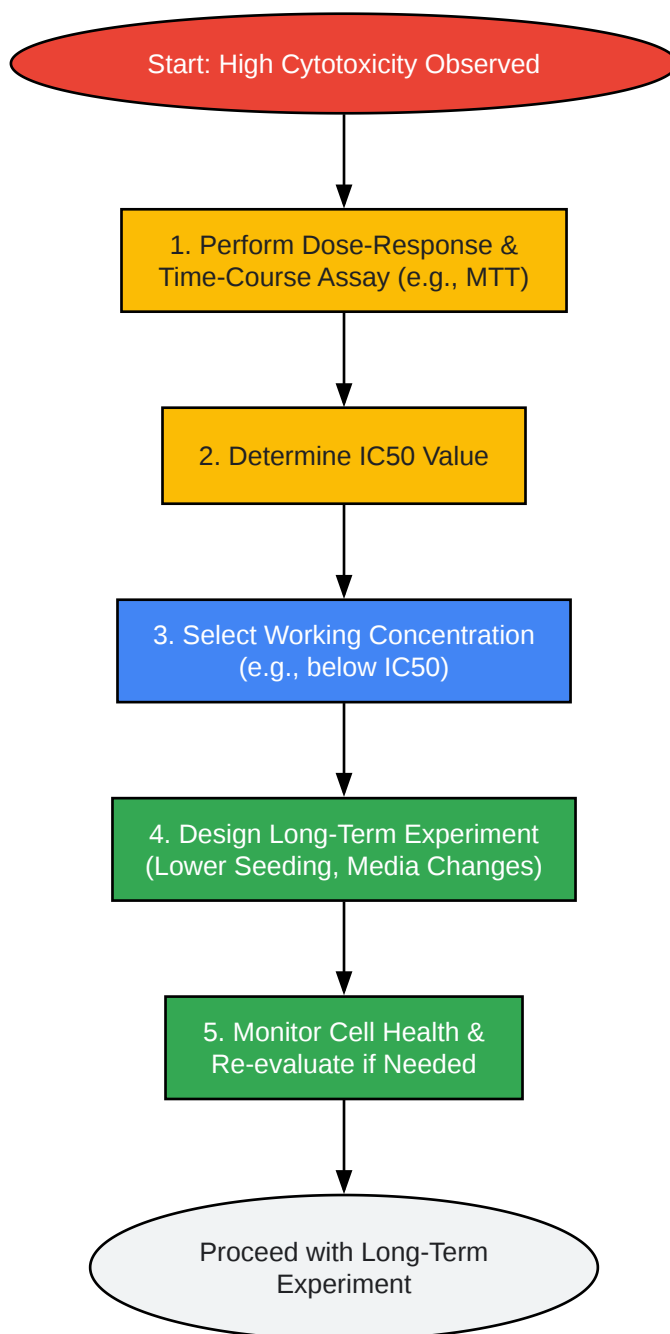 Start: High Cytotoxicity Observed
1. Perform Dose-Response &
Time-Course Assay (e.g., MTT)
2. Determine IC50 Value
3. Select Working Concentration
(e.g., below IC50)
4. Design Long-Term Experiment
(Lower Seeding, Media Changes)
5. Monitor Cell Health &
Re-evaluate if Needed
Proceed with Long-Term
Experiment